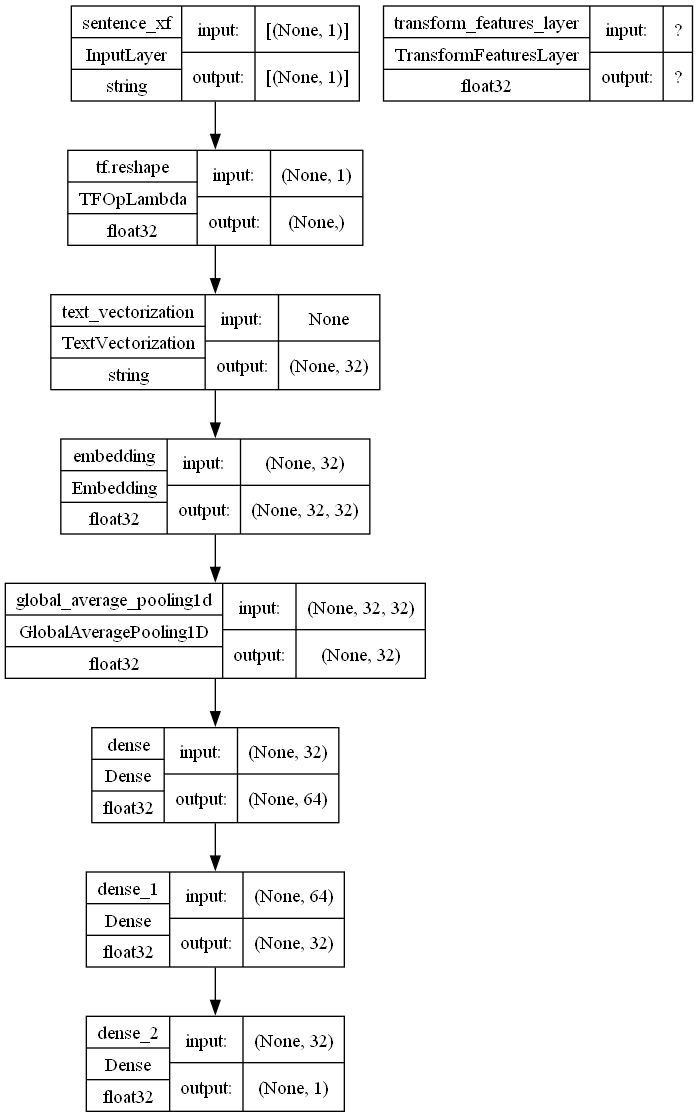 sentence_xf
InputLayer
string
input:
[(None, 1)]
output:
[(None, 1)]
transform_features_layer
TransformFeaturesLayer
float32
input:
?
output:
?
tf.reshape
TFOpLambda
float32
input:
(None, 1)
output:
(None,)
text_vectorization
TextVectorization
string
input:
None
output:
(None, 32)
embedding
Embedding
float32
input:
(None, 32)
output:
(None, 32, 32)
global_average_pooling1d
GlobalAveragePooling1D
float32
input:
(None, 32, 32)
output:
(None, 32)
dense
Dense
float32
input:
(None, 32)
output:
(None, 64)
dense_1
Dense
float32
input:
(None, 64)
output:
(None, 32)
dense_2
Dense
float32
input:
(None, 32)
output:
(None, 1)